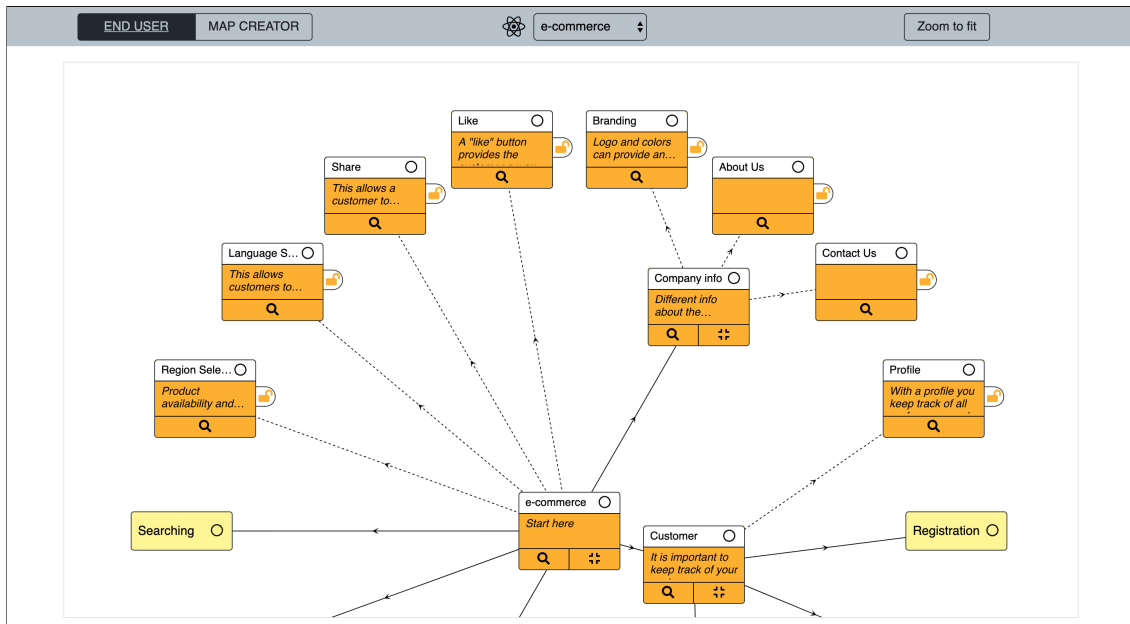 END USER
MAP CREATOR
e-commerce
Zoom to fit
Like
A "like" button
provides the
Branding
Logo and colors
can provide an…
Share
This allows a
customer to…
About Us
Language S…
This allows
customers to…
Contact Us
Company info
Different info
about the…
Region Sele…
Product
availability and…
Profile
With a profile you
keep track of all
e-commerce
Start here
Searching
Customer
It is important to
keep track of your
Registration